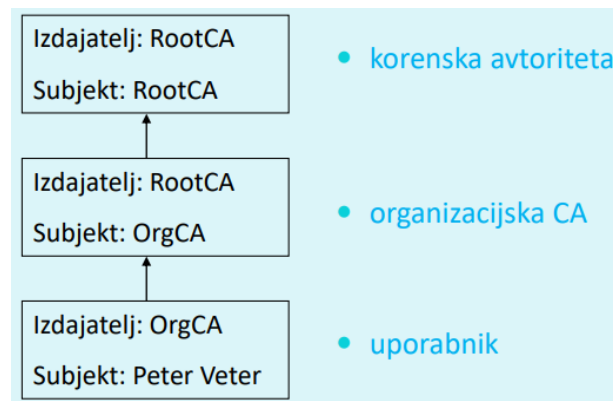 Izdajatelj: RootCA
Subjekt: RootCA
• korenska avtoriteta
Izdajatelj: RootCA
Subjekt: OrgCA
• organizacijska CA
Izdajatelj: OrgCA
Subjekt: Peter Veter
• uporabnik